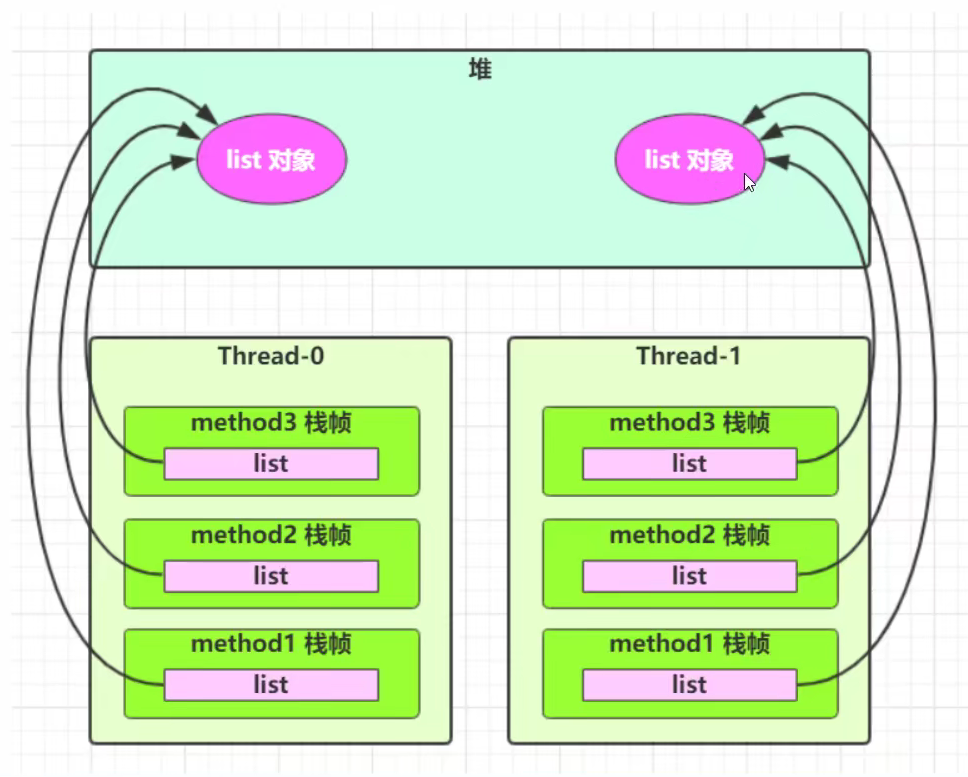 堆
list 对象
list 对象
Thread-0
method3 栈帧
list
method2 栈帧
list
method1 栈帧
list
Thread-1
method3 栈帧
list
method2 栈帧
list
method1 栈帧
list